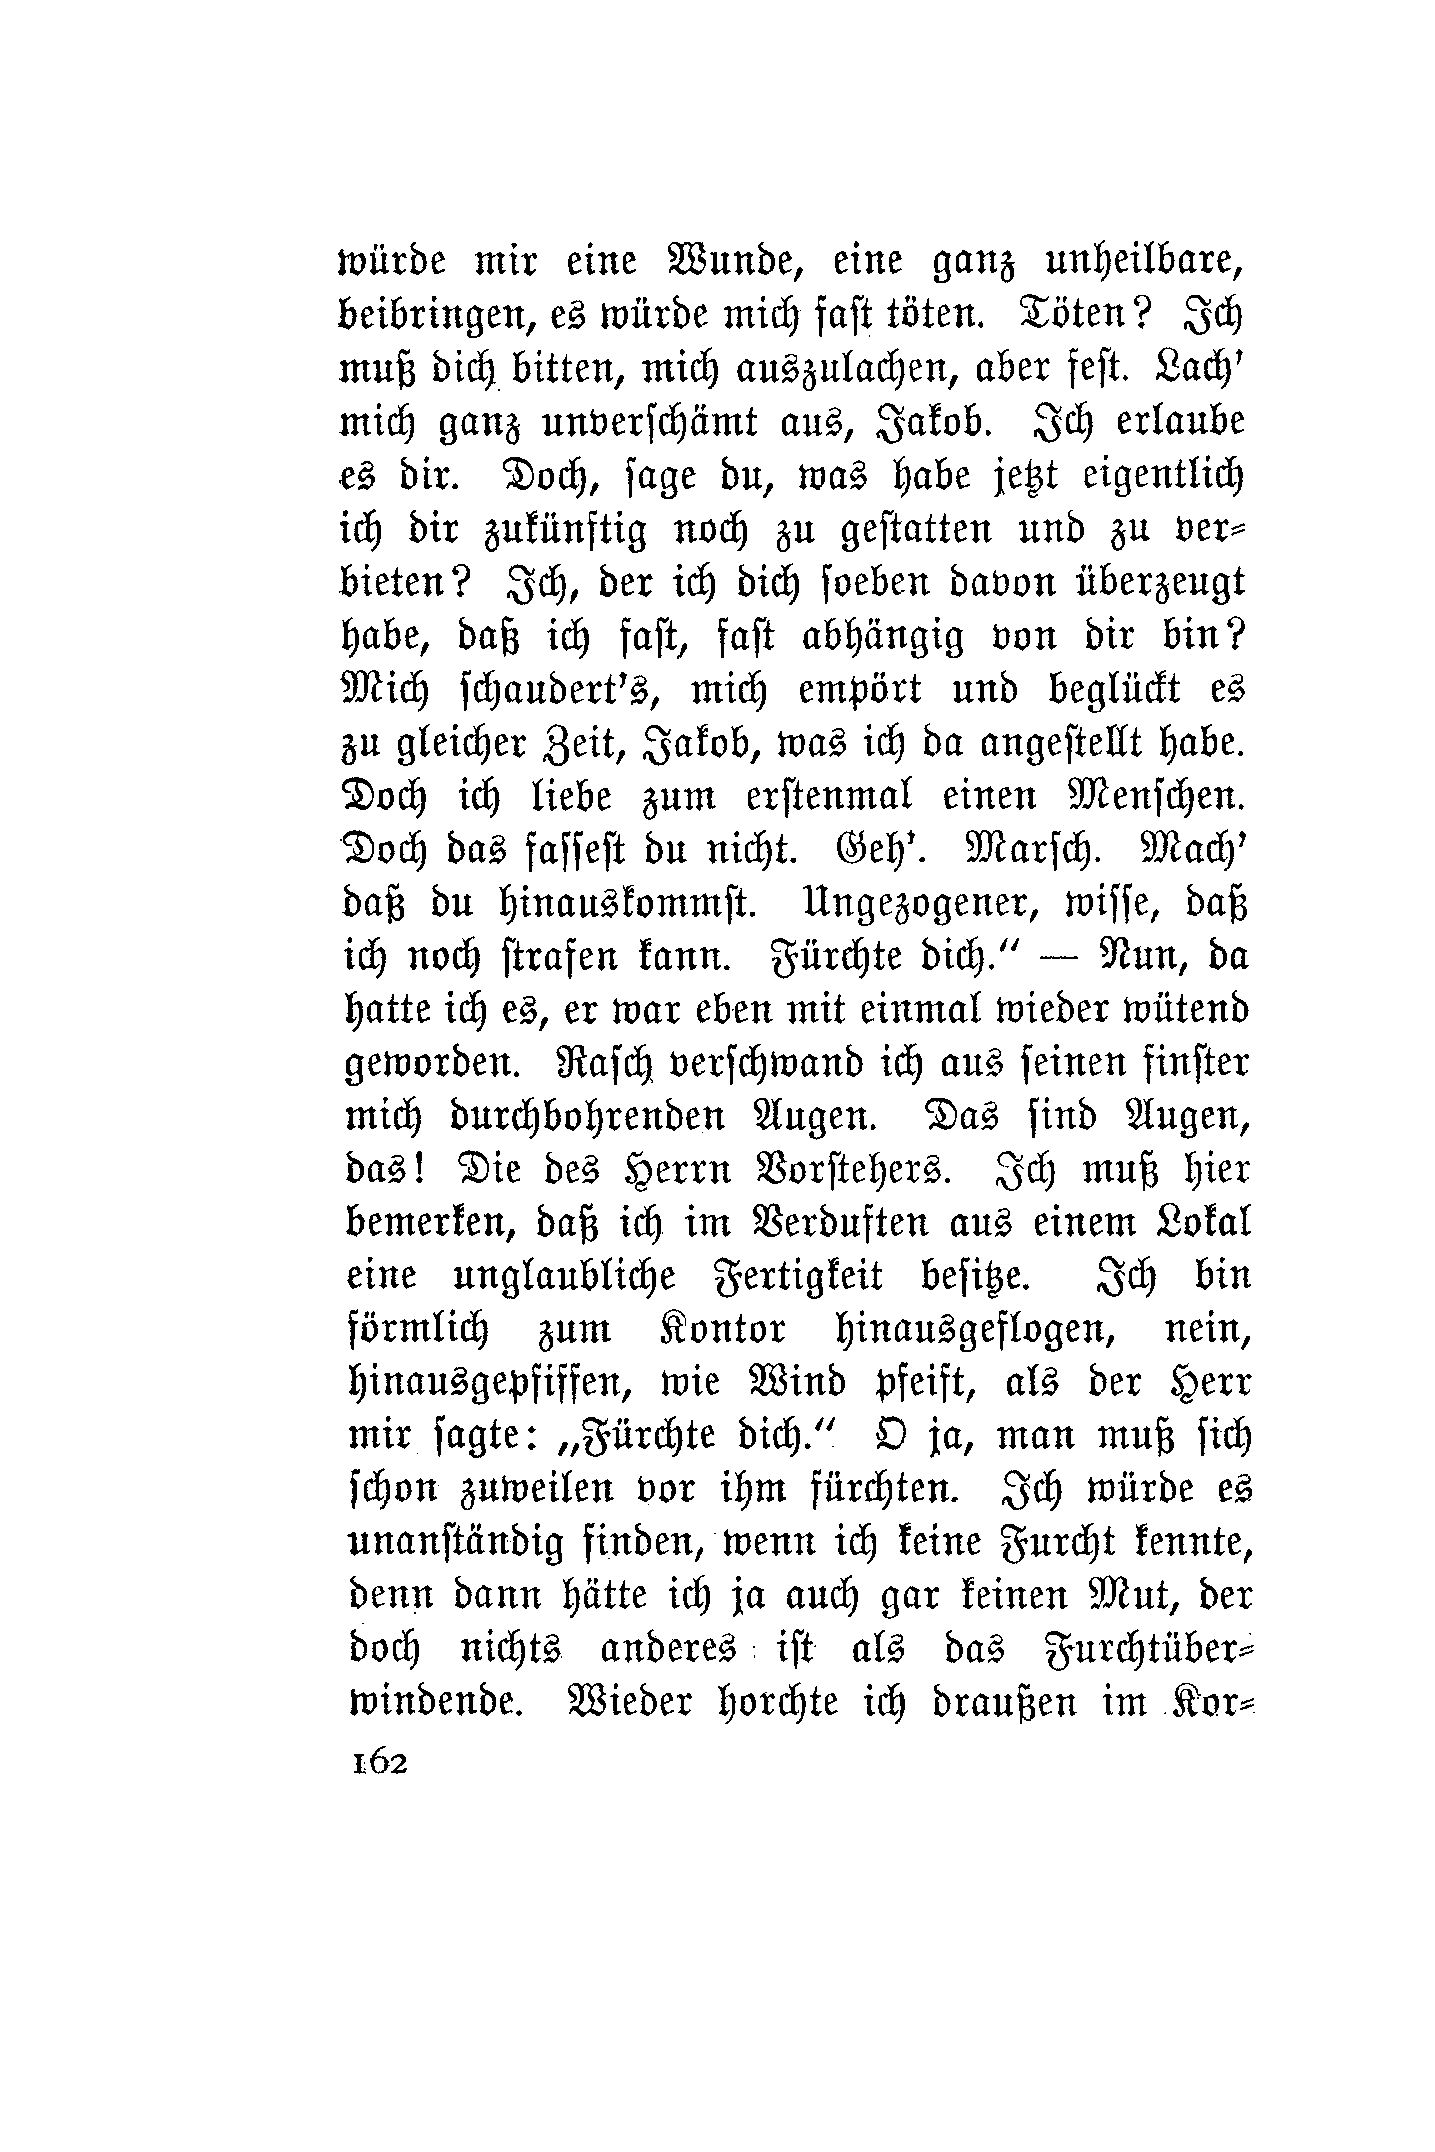 würde mir eine Wunde, eine ganz unheilbare,
beibringen, es würde mich faſt töten. Töten? Ich
muß dich bitten, mich auszulachen, aber feſt. Lach'
mich ganz unverſchämt aus, Jakob. Ich erlaube
es dir. Doch, ſage du, was habe jetzt eigentlich
ich dir zukünftig noch zu geſtatten und zu ver⸗
bieten? Ich, der ich dich ſoeben davon überzeugt
habe, daß ich faſt, faſt abhängig von dir bin?
Mich ſchaudert's, mich empört und beglückt es
zu gleicher Zeit, Jakob, was ich da angeſtellt habe.
Doch ich liebe zum erſtenmal einen Menſchen.
Doch das faſſeſt du nicht. Geh'. Marſch. Mach'
daß du hinauskommſt. Ungezogener, wiſſe, daß
ich noch ſtrafen kann. Fürchte dich.“ — Nun, da
hatte ich es, er war eben mit einmal wieder wütend
geworden. Raſch verſchwand ich aus ſeinen finſter
mich durchbohrenden Augen. Das ſind Augen,
das! Die des Herrn Vorſtehers. Ich muß hier
bemerken, daß ich im Verduften aus einem Lokal
eine unglaubliche Fertigkeit beſitze. Ich bin
förmlich zum Kontor hinausgeflogen, nein,
hinausgepfiffen, wie Wind pfeift, als der Herr
mir ſagte: „Fürchte dich.“ O ja, man muß ſich
ſchon zuweilen vor ihm fürchten. Ich würde es
unanſtändig finden, wenn ich keine Furcht kennte,
denn dann hätte ich ja auch gar keinen Mut, der
doch nichts anderes iſt als das Furchtüber⸗
windende. Wieder horchte ich draußen im Kor⸗
162